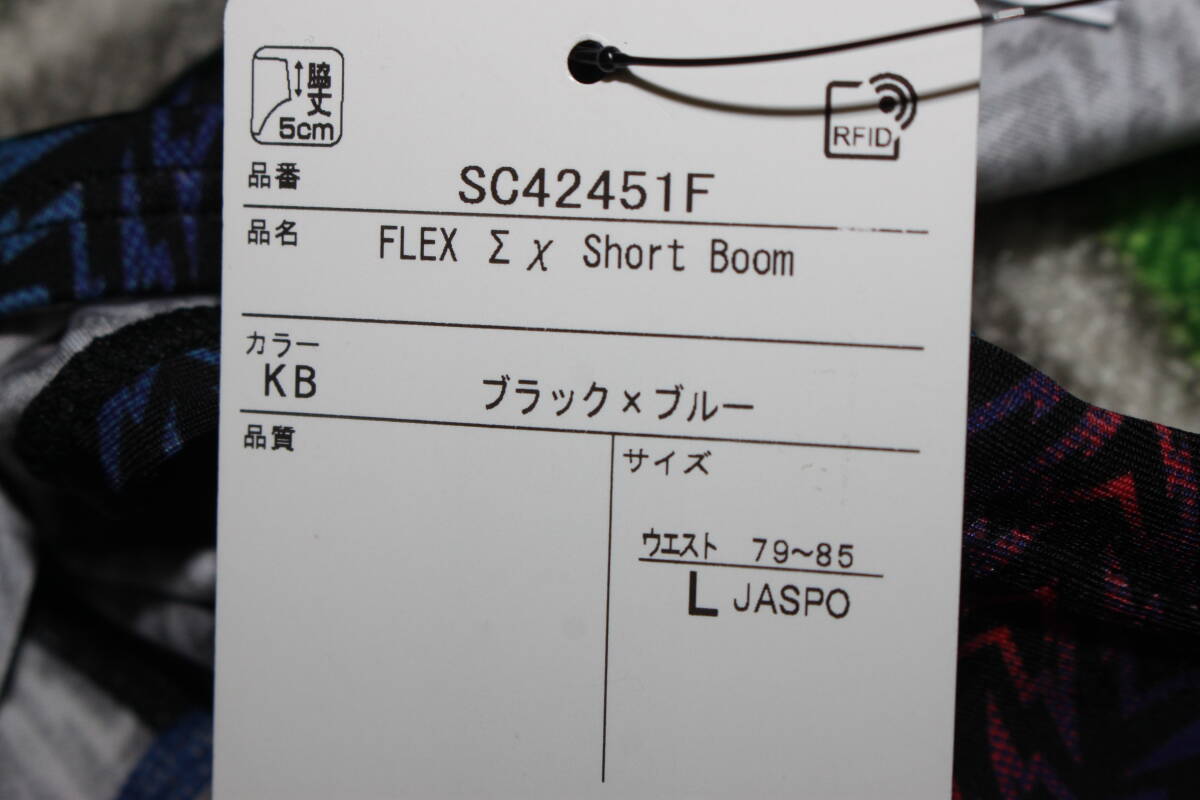 脇丈
5cm
RFID
品番 SC42451F
品名 FLEX Σχ Short Boom
カラー
KB ブラック×ブルー
品質
サイズ
ウエスト 79~85
L JASPO